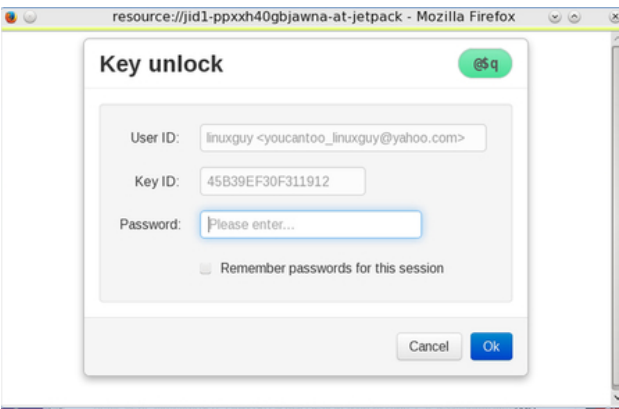 resource://jid1-ppxxh40gbjawna-at-jetpack - Mozilla Firefox
Key unlock
@$q
User ID: linuxguy <youcantoo_linuxguy@yahoo.com>
Key ID: 45B39EF30F311912
Password: Please enter...
Remember passwords for this session
Cancel Ok